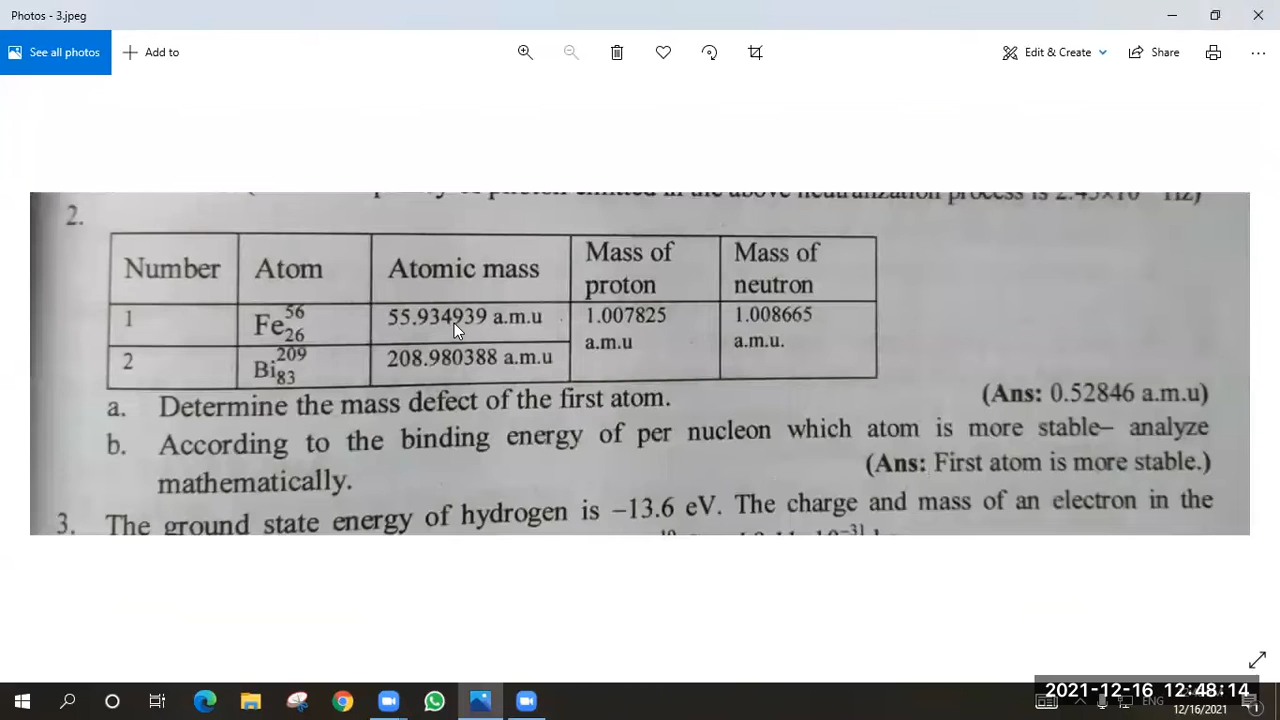 Photos - 3.jpeg
See all photos
Add to
Edit & Create
Share
2.
Number Atom Atomic mass Mass of proton Mass of neutron
1 Fe 56 26 55.934939 a.m.u 1.007825 a.m.u 1.008665 a.m.u.
2 Bi 209 83 208.980388 a.m.u
a. Determine the mass defect of the first atom. (Ans: 0.52846 a.m.u)
b. According to the binding energy of per nucleon which atom is more stable– analyze
mathematically. (Ans: First atom is more stable.)
3. The ground state energy of hydrogen is −13.6 eV. The charge and mass of an electron in the
2021-12-16 12:48:14
ENG
12/16/2021